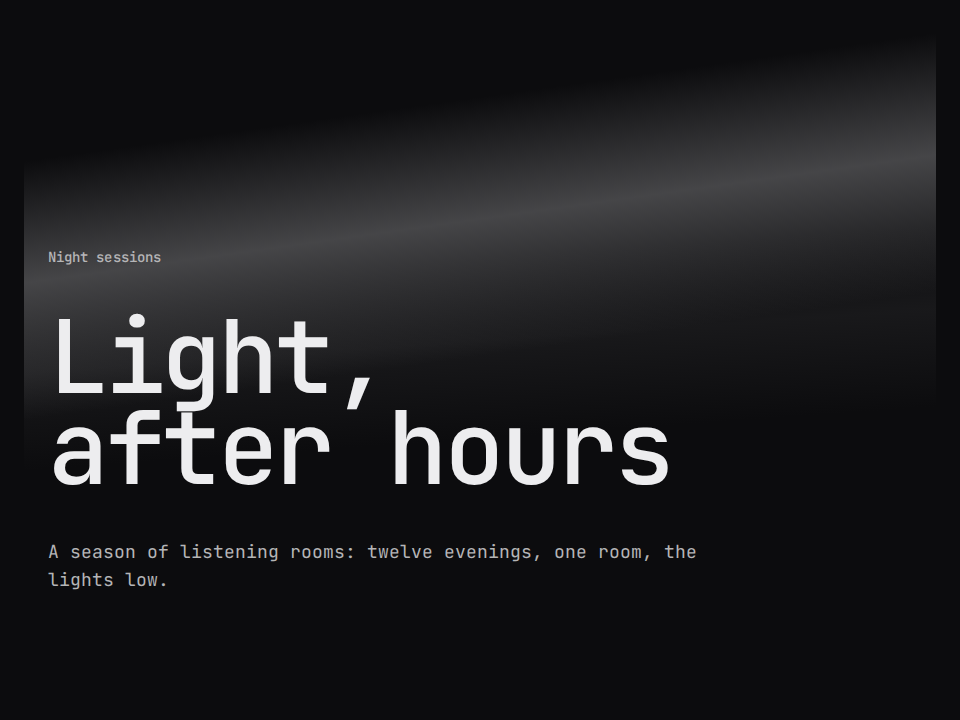 Night sessions
Light,
after hours
A season of listening rooms: twelve evenings, one room, the
lights low.